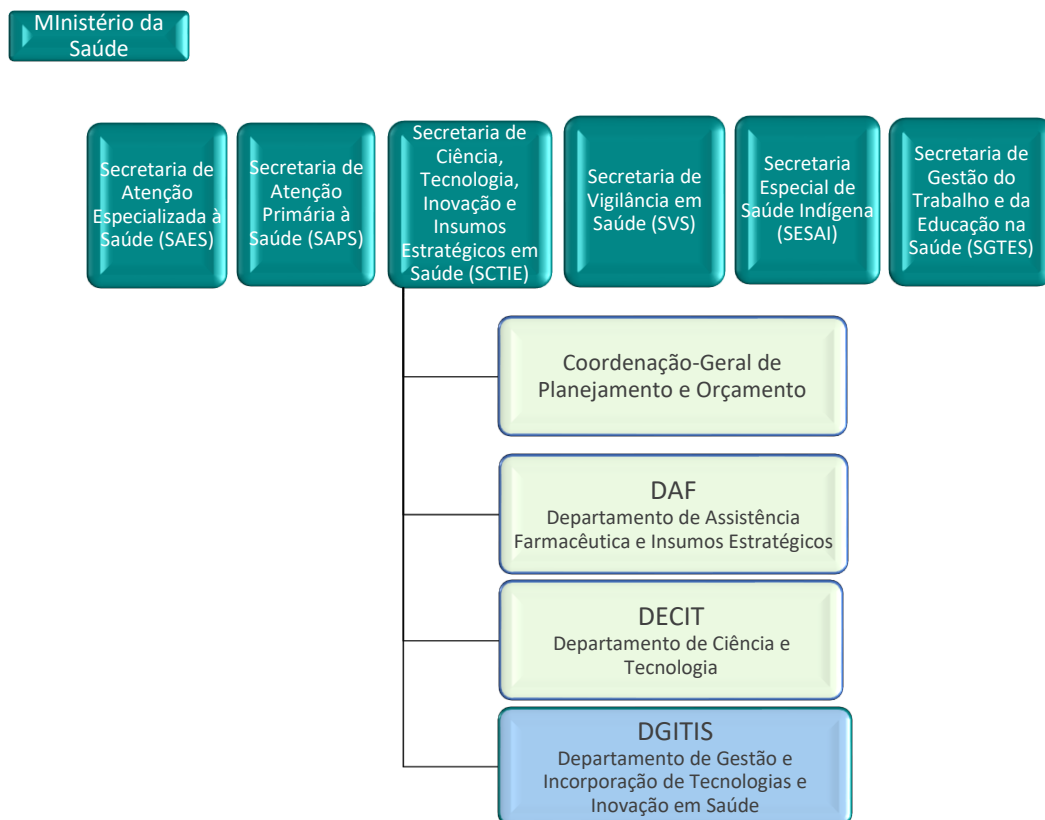 MInistério da
Saúde
Secretaria de
Atenção
Especializada à
Saúde (SAES)
Secretaria de
Atenção
Primária à
Saúde (SAPS)
Secretaria de
Ciência,
Tecnologia,
Inovação e
Insumos
Estratégicos em
Saúde (SCTIE)
Secretaria de
Vigilância em
Saúde (SVS)
Secretaria
Especial de
Saúde Indígena
(SESAI)
Secretaria de
Gestão do
Trabalho e da
Educação na
Saúde (SGTES)
Coordenação-Geral de
Planejamento e Orçamento
DAF
Departamento de Assistência
Farmacêutica e Insumos Estratégicos
DECIT
Departamento de Ciência e
Tecnologia
DGITIS
Departamento de Gestão e
Incorporação de Tecnologias e
Inovação em Saúde